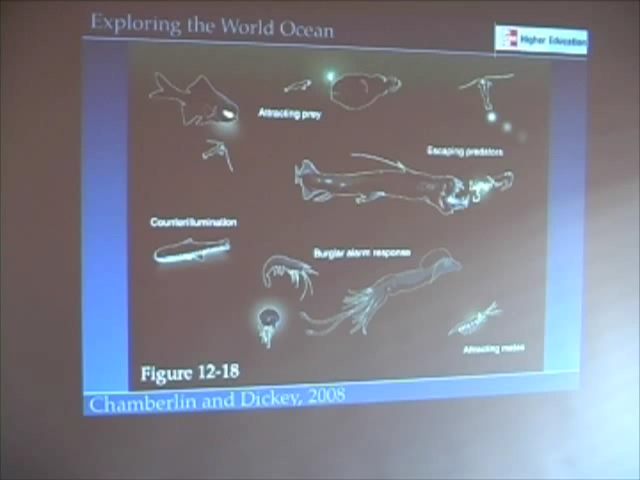 Exploring the World Ocean
Higher Education
Attracting prey
Escaping predators
Counterillumination
Burglar alarm response
Attracting mates
Figure 12-18
Chamberlin and Dickey, 2008